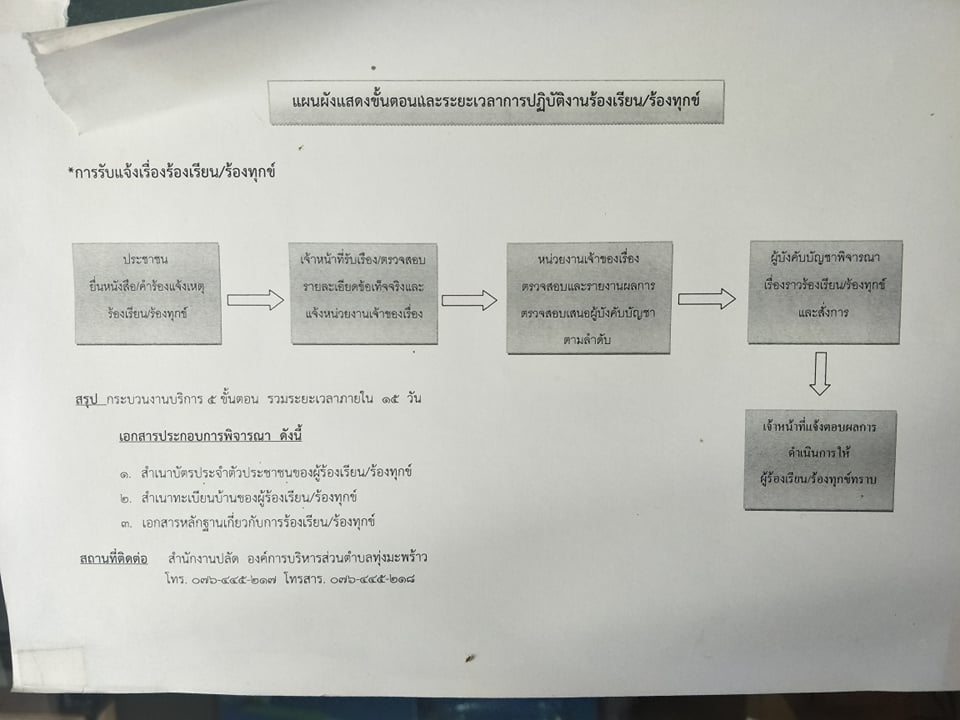 แผนผังแสดงขั้นตอนและระยะเวลาการปฏิบัติงานร้องเรียน/ร้องทุกข์
*การรับแจ้งเรื่องร้องเรียน/ร้องทุกข์
ประชาชน
ยื่นหนังสือ/คำร้องแจ้งเหตุ
ร้องเรียน/ร้องทุกข์
เจ้าหน้าที่รับเรื่อง/ตรวจสอบ
รายละเอียดข้อเท็จจริงและ
แจ้งหน่วยงานเจ้าของเรื่อง
หน่วยงานเจ้าของเรื่อง
ตรวจสอบและรายงานผลการ
ตรวจสอบเสนอผู้บังคับบัญชา
ตามลำดับ
ผู้บังคับบัญชาพิจารณา
เรื่องราวร้องเรียน/ร้องทุกข์
และสั่งการ
เจ้าหน้าที่แจ้งตอบผลการ
ดำเนินการให้
ผู้ร้องเรียน/ร้องทุกข์ทราบ
สรุป กระบวนงานบริการ ๕ ขั้นตอน รวมระยะเวลาภายใน ๑๕ วัน
เอกสารประกอบการพิจารณา ดังนี้
๑. สำเนาบัตรประจำตัวประชาชนของผู้ร้องเรียน/ร้องทุกข์
๒. สำเนาทะเบียนบ้านของผู้ร้องเรียน/ร้องทุกข์
๓. เอกสารหลักฐานเกี่ยวกับการร้องเรียน/ร้องทุกข์
สถานที่ติดต่อ สำนักงานปลัด องค์การบริหารส่วนตำบลทุ่งมะพร้าว
โทร. ๐๗๖-๔๔๕-๒๑๗ โทรสาร. ๐๗๖-๔๔๕-๒๑๘